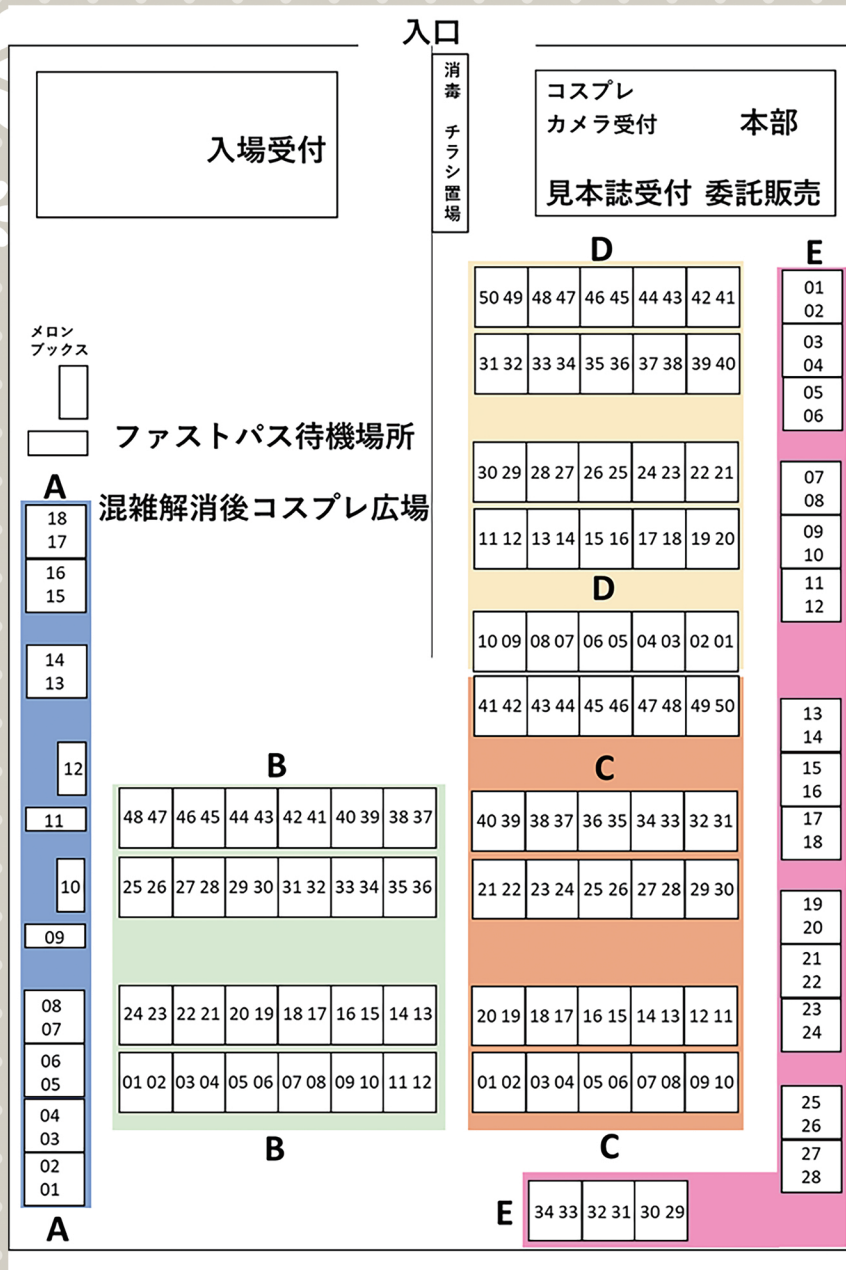 入口
消毒 チラシ置場
入場受付
コスプレ
カメラ受付 本部
見本誌受付 委託販売
メロン
ブックス
ファストパス待機場所
混雑解消後コスプレ広場
A
18
17
16
15
14
13
12
11
10
09
08
07
06
05
04
03
02
01
A
B
48 47 46 45 44 43 42 41 40 39 38 37
25 26 27 28 29 30 31 32 33 34 35 36
24 23 22 21 20 19 18 17 16 15 14 13
01 02 03 04 05 06 07 08 09 10 11 12
B
D
50 49 48 47 46 45 44 43 42 41
31 32 33 34 35 36 37 38 39 40
30 29 28 27 26 25 24 23 22 21
11 12 13 14 15 16 17 18 19 20
D
10 09 08 07 06 05 04 03 02 01
41 42 43 44 45 46 47 48 49 50
C
40 39 38 37 36 35 34 33 32 31
21 22 23 24 25 26 27 28 29 30
20 19 18 17 16 15 14 13 12 11
01 02 03 04 05 06 07 08 09 10
C
E
01
02
03
04
05
06
07
08
09
10
11
12
13
14
15
16
17
18
19
20
21
22
23
24
25
26
27
28
E 34 33 32 31 30 29